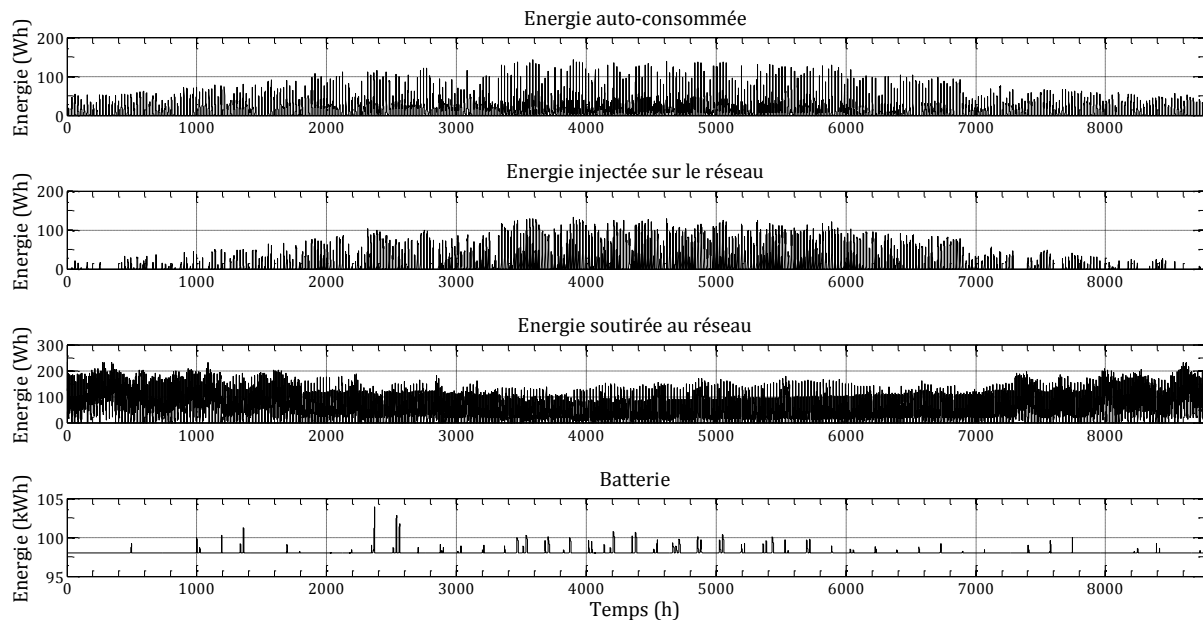 Energie auto-consommée
Energie (Wh)
200
100
0
0 1000 2000 3000 4000 5000 6000 7000 8000
Energie injectée sur le réseau
Energie (Wh)
200
100
0
0 1000 2000 3000 4000 5000 6000 7000 8000
Energie soutirée au réseau
Energie (Wh)
300
200
100
0
0 1000 2000 3000 4000 5000 6000 7000 8000
Batterie
Energie (kWh)
105
100
95
0 1000 2000 3000 4000 5000 6000 7000 8000
Temps (h)